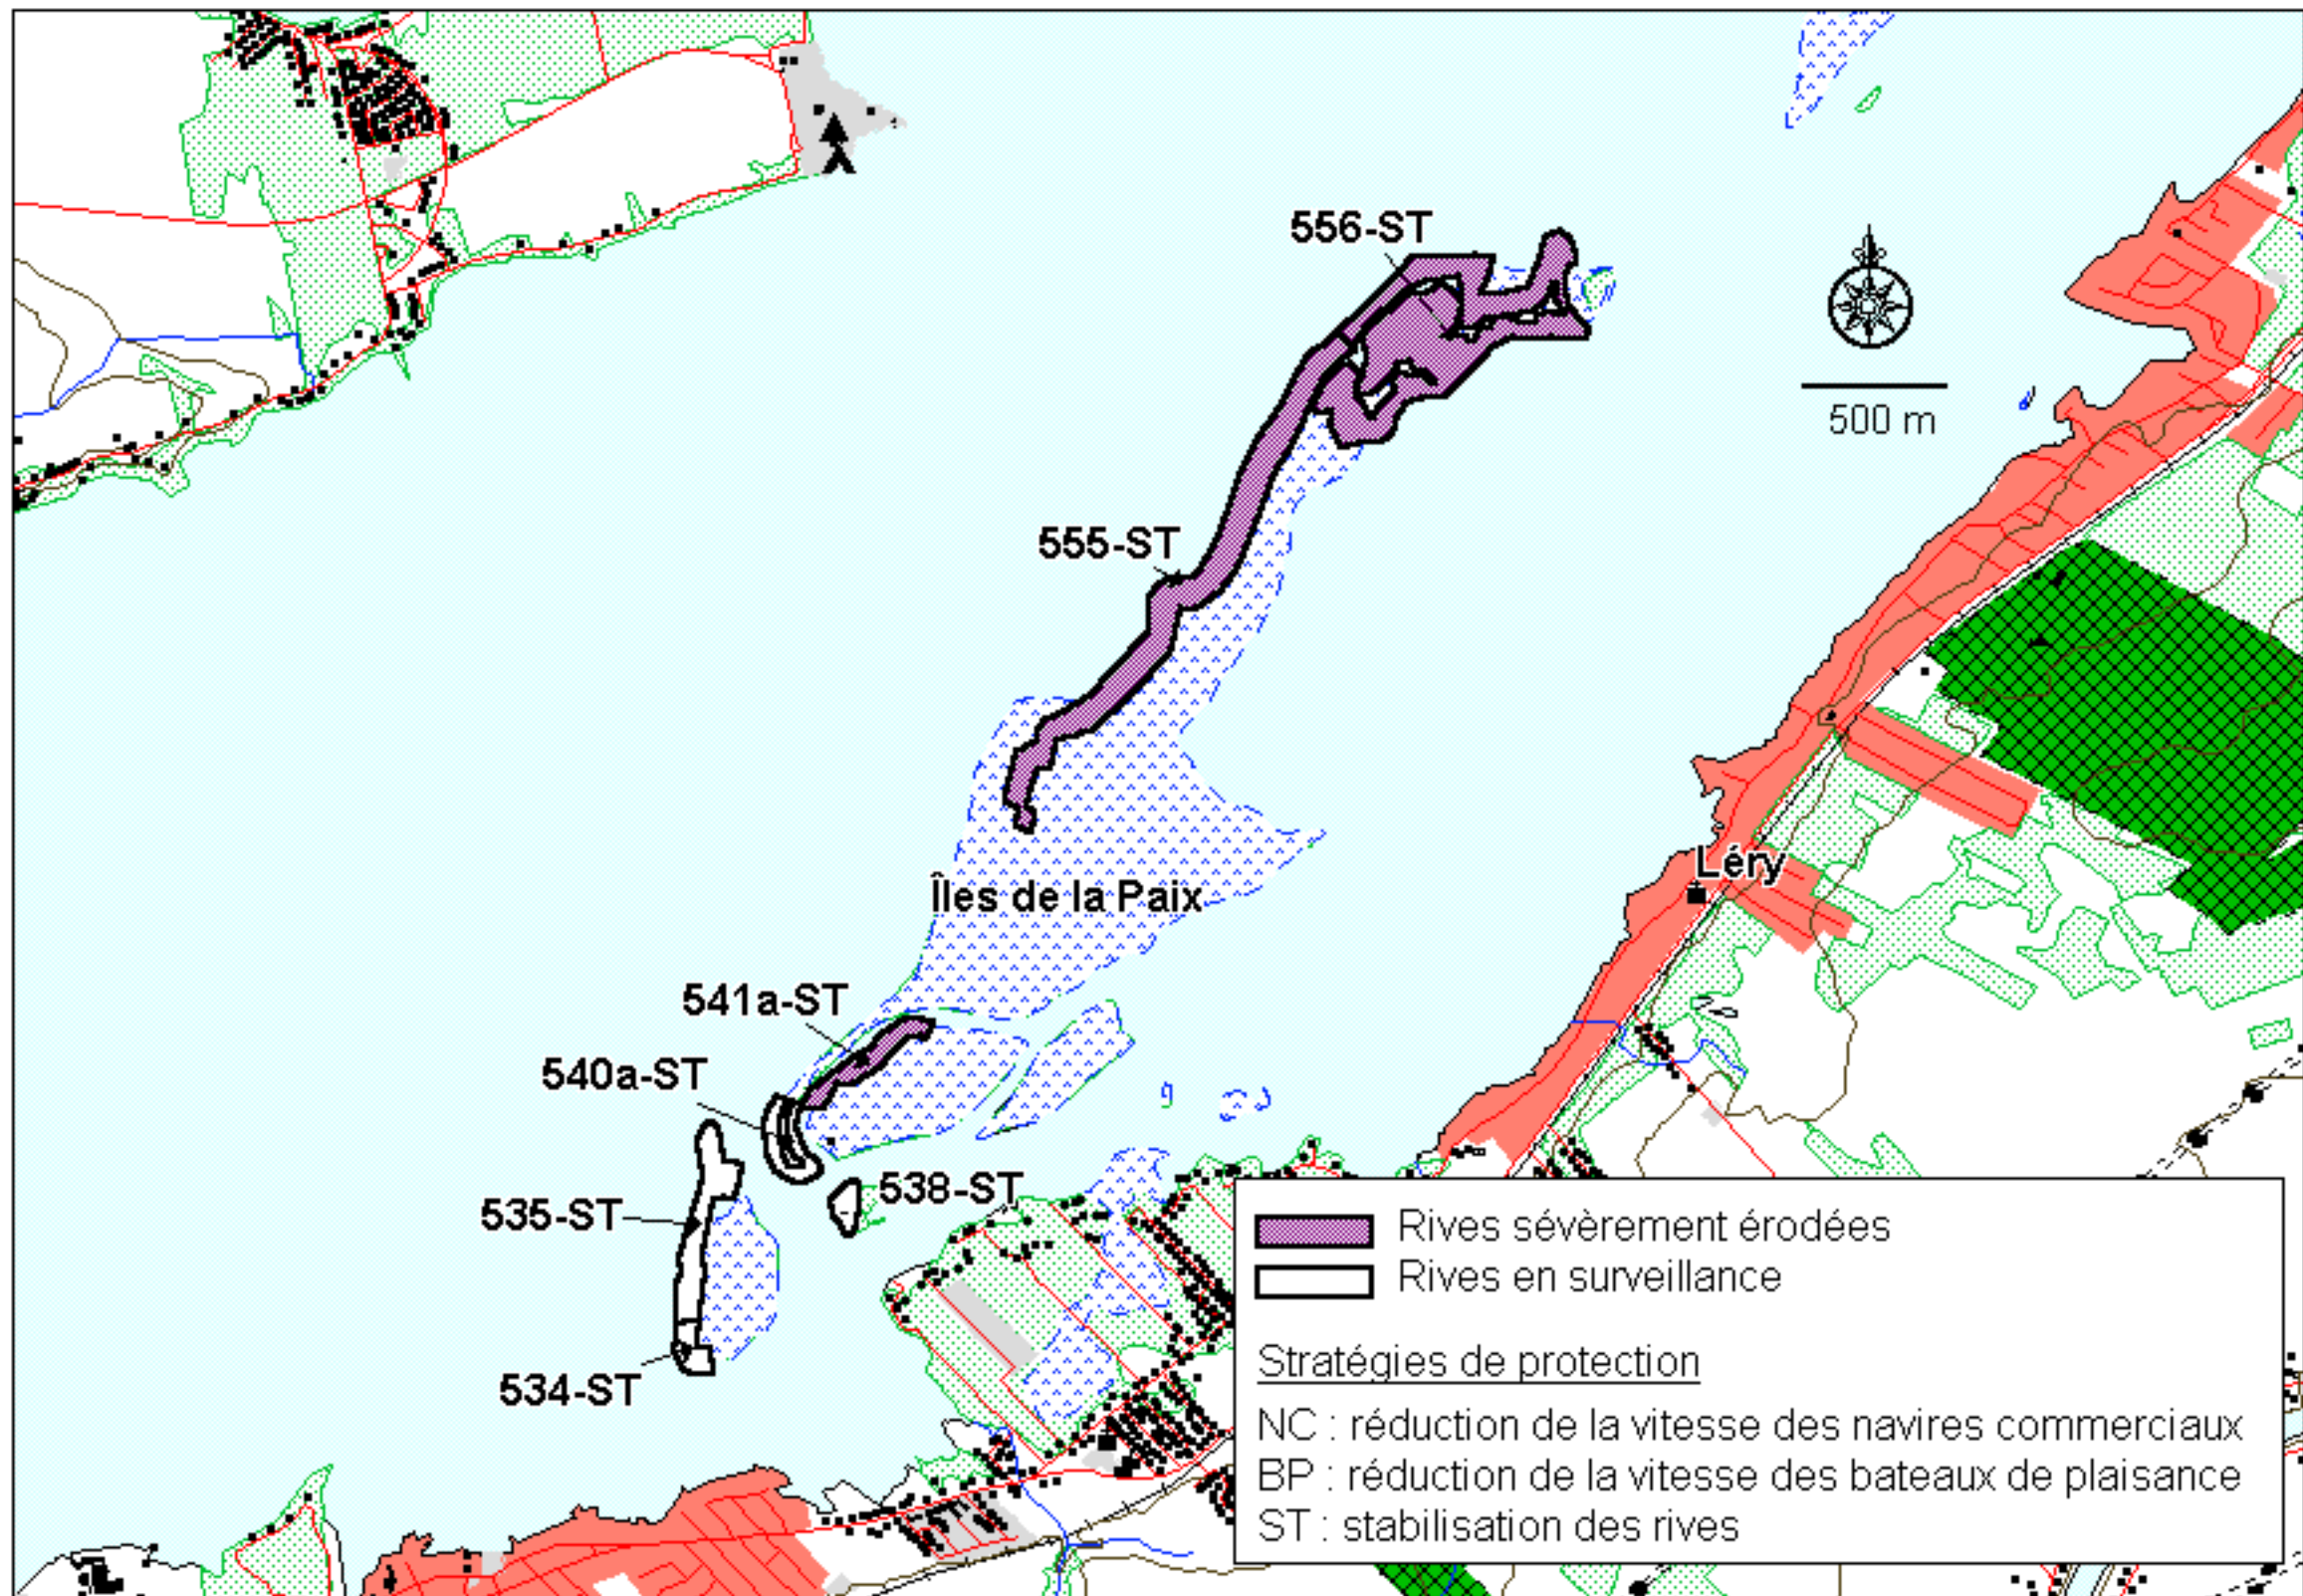 556-ST
500 m
555-ST
Léry
Îles de la Paix
541a-ST
540a-ST
538-ST
535-ST
534-ST
Rives sévèrement érodées
Rives en surveillance
Stratégies de protection
NC : réduction de la vitesse des navires commerciaux
BP : réduction de la vitesse des bateaux de plaisance
ST : stabilisation des rives